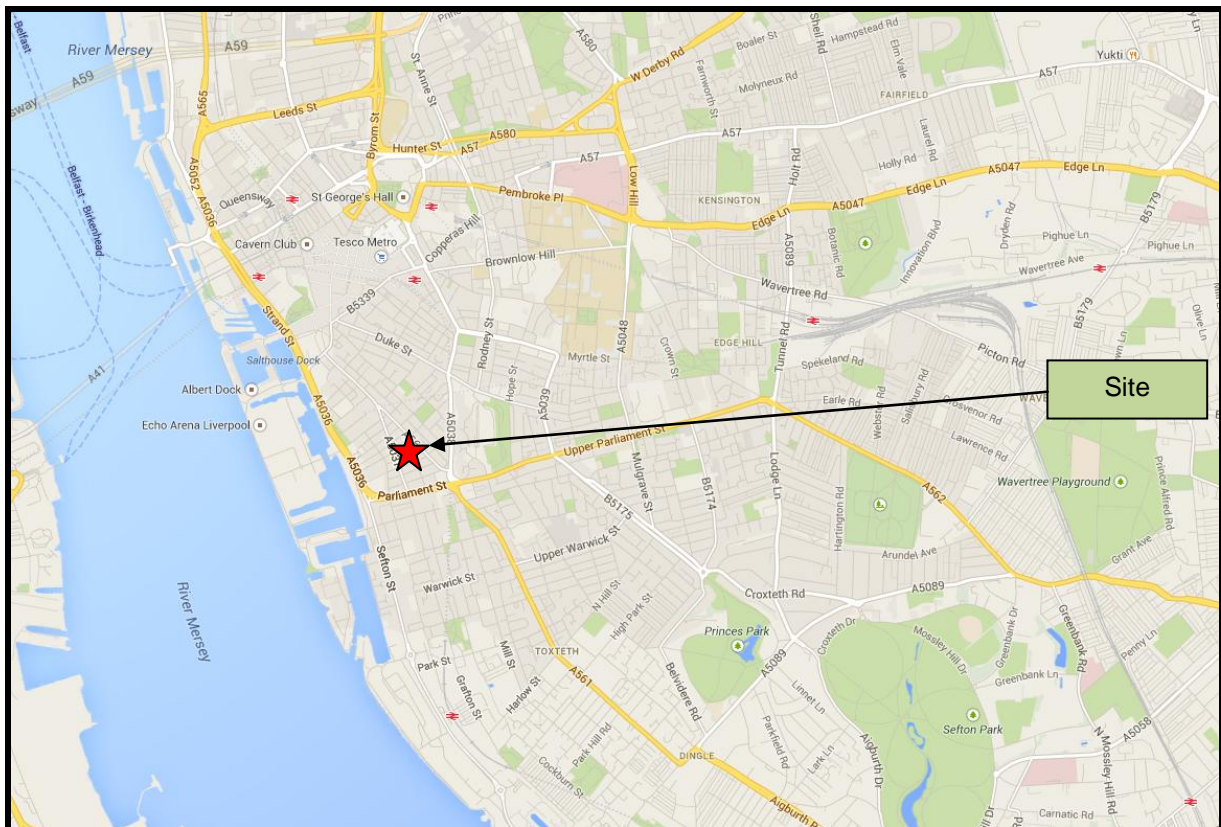 Belfast
River Mersey
A59
A59
sway
A565
Leeds St
Byrom St
St. Anne St
A580
W Derby Rd
Boaler St
Farnworth St
Molyneux Rd
Sheil Rd
Hampstead Rd
Elm Vale
Yukti
A57
FAIRFIELD
Laurel Rd
Holly Rd
Hunter St
A580
A57
A57
A57
Holt Rd
A5047
Edge Ln
A5052
A5036
Queensway
St George's Hall
Pembroke Pl
Low Hill
KENSINGTON
Edge Ln
A5047
Edge Ln
B5179
Belfast - Birkenhead
Cavern Club
Tesco Metro
Copperas Hill
Brownlow Hill
A5089
Botanic Rd
Innovation Blvd
Dryden Rd
Pighue Ln
Pighue Ln
Wavertree Ave
B5339
Wavertree Rd
B5179
Olive Ln
Strand St
Duke St
Rodney St
A5048
Myrtle St
Crown St
EDGE HILL
Tunnel Rd
Spekeland Rd
Picton Rd
Salthouse Dock
Hope St
A5039
A41
Albert Dock
Echo Arena Liverpool
A5036
Earle Rd
Webster Rd
Salisbury Rd
Grosvenor Rd
Lawrence Rd
Site
Prince Alfred Rd
A5036
Parliament St
Upper Parliament St
Mulgrave St
B5174
Lodge Ln
A562
Wavertree Playground
B5175
Hartington Rd
Grant Ave
Sefton St
Upper Warwick St
Arundel Ave
Warwick St
N Hill St
High Park St
Croxteth Rd
A5089
River Mersey
Princes Park
Croxteth Dr
Mossley Hill Dr
Greenbank Dr
Greenbank Rd
Penny Ln
Park St
Mill St
TOXTETH
A5089
Greenbank Ln
Grafton St
Harlow St
A561
Belvidere Rd
Linnet Ln
Sefton Park
A5058
Park Hill Rd
Parkfield Rd
Lark Ln
Aigburth Dr
N Mossley Hill Rd
DINGLE
Cockburn St
Aigburth
Carnatic Rd